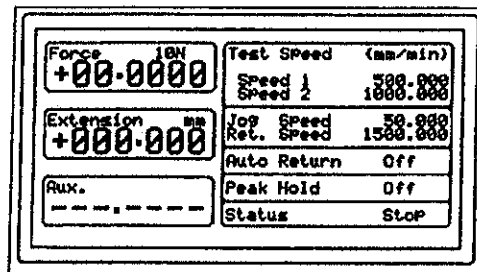 Force 10N
+00.0000
Extension mm
+000.000
Aux.
----.----
Test Speed (mm/min)
Speed 1 500.000
Speed 2 1000.000
Jog Speed 50.000
Ret. Speed 1500.000
Auto Return Off
Peak Hold Off
Status Stop